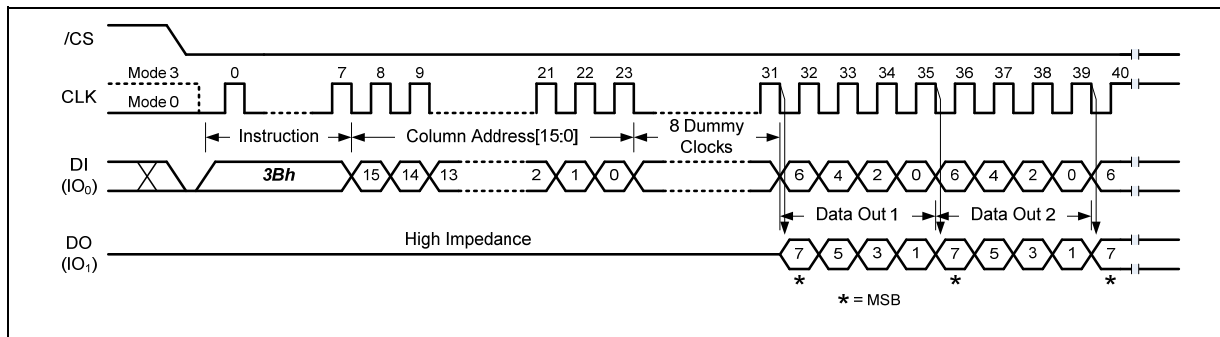 /CS
Mode 3 0 7 8 9 21 22 23 31 32 33 34 35 36 37 38 39 40
CLK
Mode 0
Instruction Column Address[15:0] 8 Dummy
Clocks
DI
(IO0) 3Bh 15 14 13 2 1 0 6 4 2 0 6 4 2 0 6
Data Out 1 Data Out 2
DO
(IO1) High Impedance 7 5 3 1 7 5 3 1 7
* * *
* = MSB